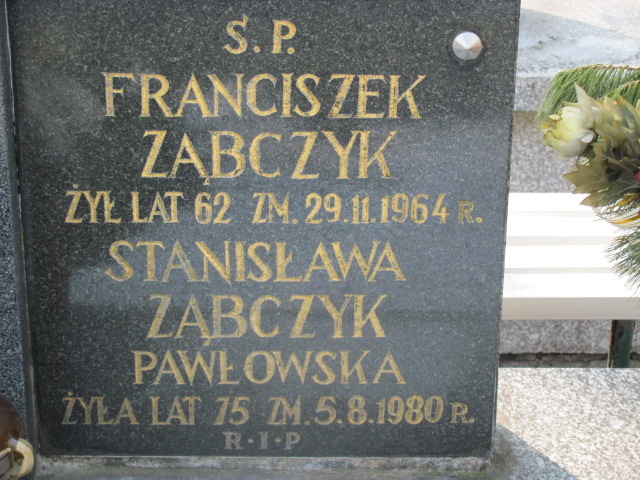 Ś.P.
FRANCISZEK
ZĄBCZYK
ŻYŁ LAT 62 ZM. 29.11.1964 R.
STANISŁAWA
ZĄBCZYK
PAWŁOWSKA
ŻYŁA LAT 75 ZM. 5.8.1980 R.
R·I·P